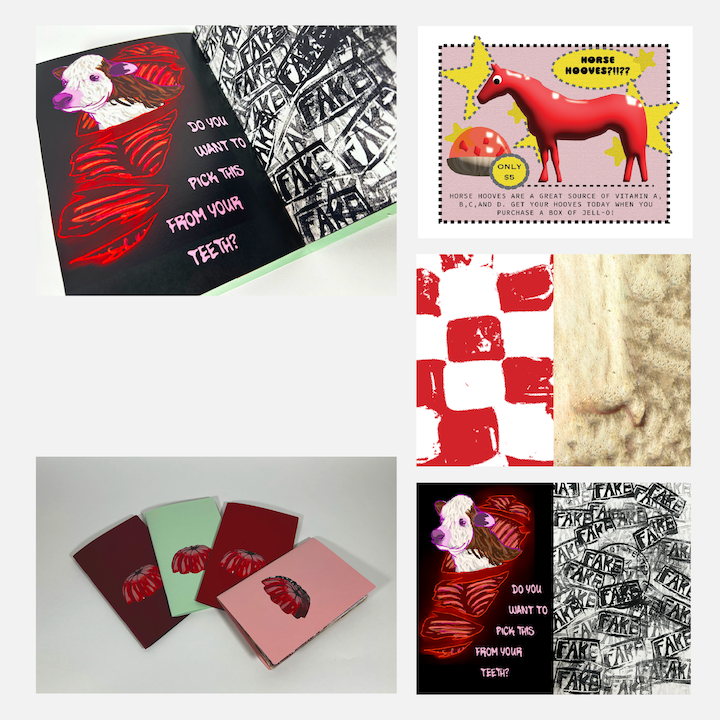 DO YOU
WANT TO
PICK THIS
FROM YOUR
TEETH?
FAKE
FAKE
FAKE
FAKE
FAKE
HORSE
HOOVES?!!??
ONLY
$5
HORSE HOOVES ARE A GREAT SOURCE OF VITAMIN A,
B,C,AND D. GET YOUR HOOVES TODAY WHEN YOU
PURCHASE A BOX OF JELL-O!
DO YOU
WANT TO
PICK THIS
FROM YOUR
TEETH?
FAKE
FAKE
FAKE
FAKE
FAKE
FAKE
FAKE
FAKE